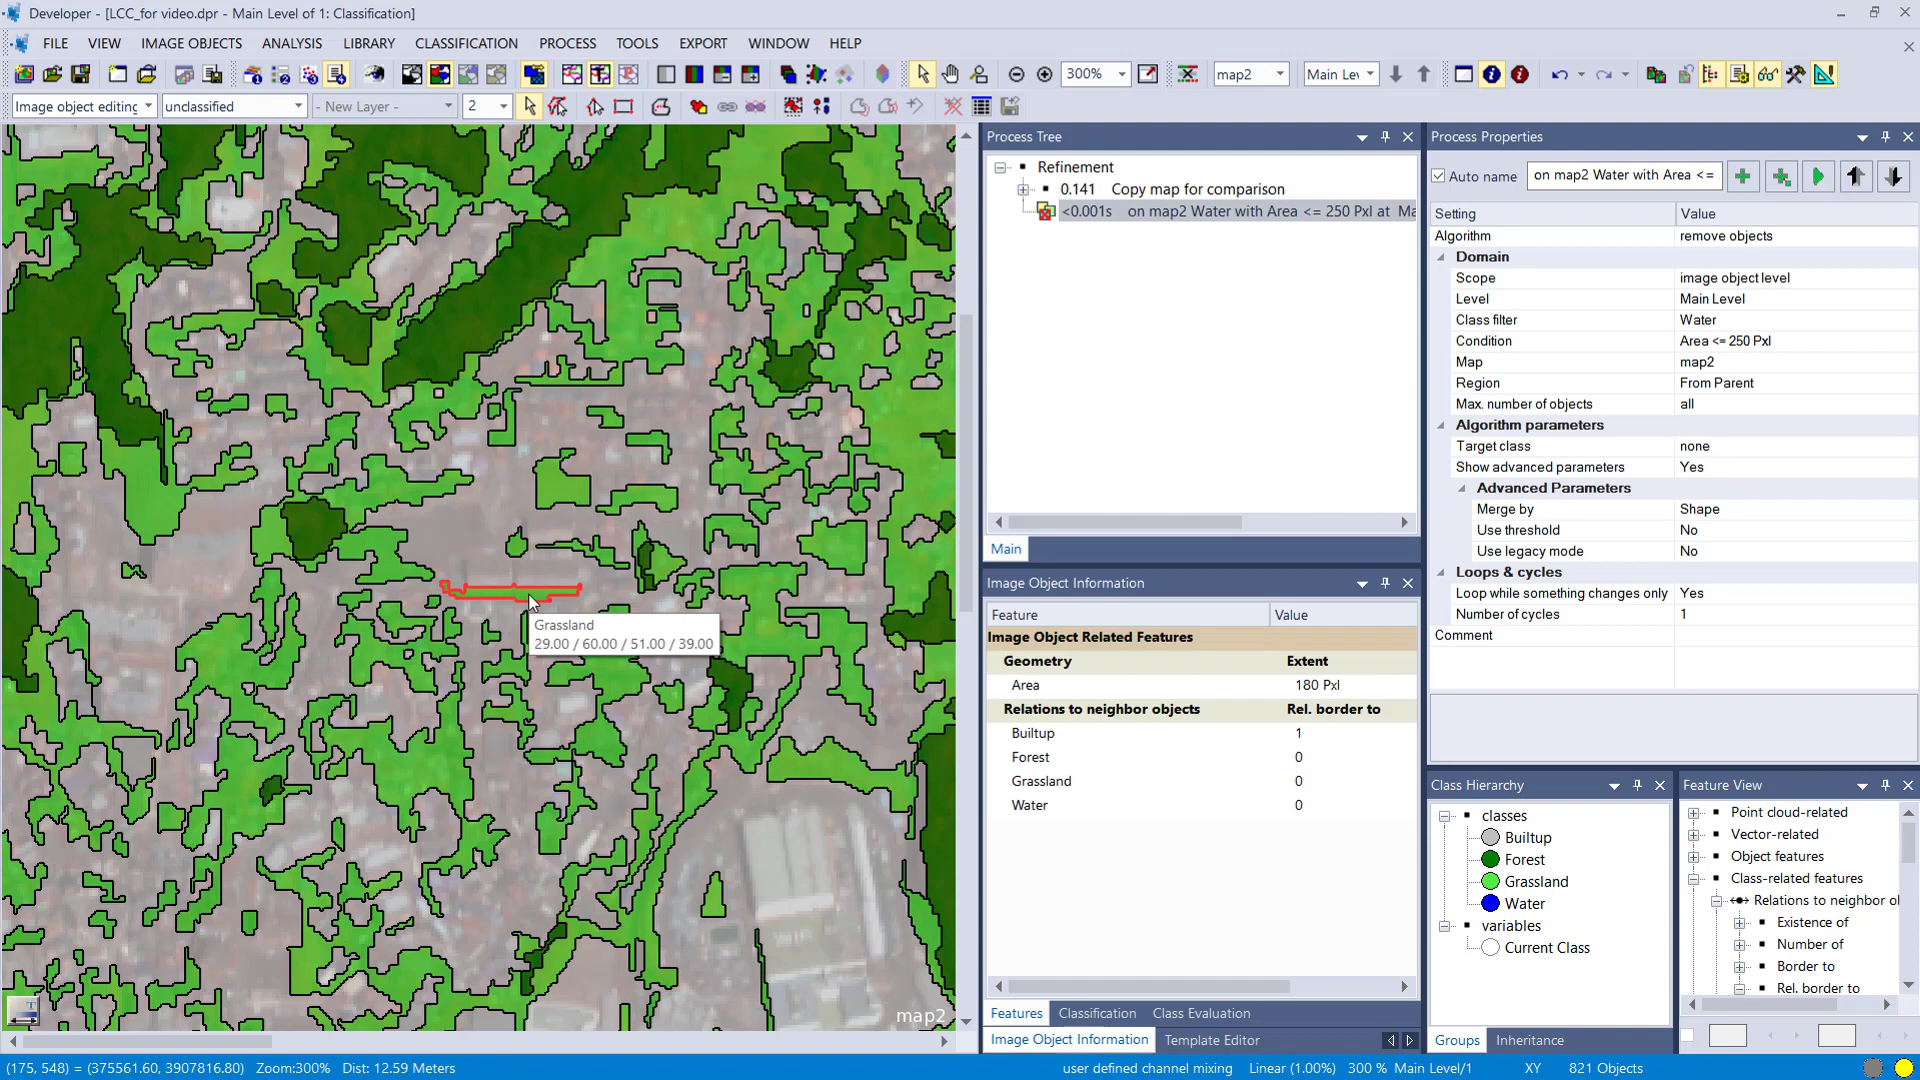 Developer - [LCC_for video.dpr - Main Level of 1: Classification]
FILE VIEW IMAGE OBJECTS ANALYSIS LIBRARY CLASSIFICATION PROCESS TOOLS EXPORT WINDOW HELP
300% map2 Main Le
Image object editing unclassified - New Layer - 2
Grassland
29.00 / 60.00 / 51.00 / 39.00
map2
Process Tree
Refinement
0.141 Copy map for comparison
<0.001s on map2 Water with Area <= 250 Pxl at Ma
Main
Image Object Information
Feature Value
Image Object Related Features
Geometry Extent
Area 180 Pxl
Relations to neighbor objects Rel. border to
Builtup 1
Forest 0
Grassland 0
Water 0
Features Classification Class Evaluation
Image Object Information Template Editor
Process Properties
Auto name on map2 Water with Area <=
Setting Value
Algorithm remove objects
Domain
Scope image object level
Level Main Level
Class filter Water
Condition Area <= 250 Pxl
Map map2
Region From Parent
Max. number of objects all
Algorithm parameters
Target class none
Show advanced parameters Yes
Advanced Parameters
Merge by Shape
Use threshold No
Use legacy mode No
Loops & cycles
Loop while something changes only Yes
Number of cycles 1
Comment
Class Hierarchy
classes
Builtup
Forest
Grassland
Water
variables
Current Class
Groups Inheritance
Feature View
Point cloud-related
Vector-related
Object features
Class-related features
Relations to neighbor ol
Existence of
Number of
Border to
Rel. border to
(175, 548) = (375561.60, 3907816.80) Zoom:300% Dist: 12.59 Meters user defined channel mixing Linear (1.00%) 300 % Main Level/1 XY 821 Objects